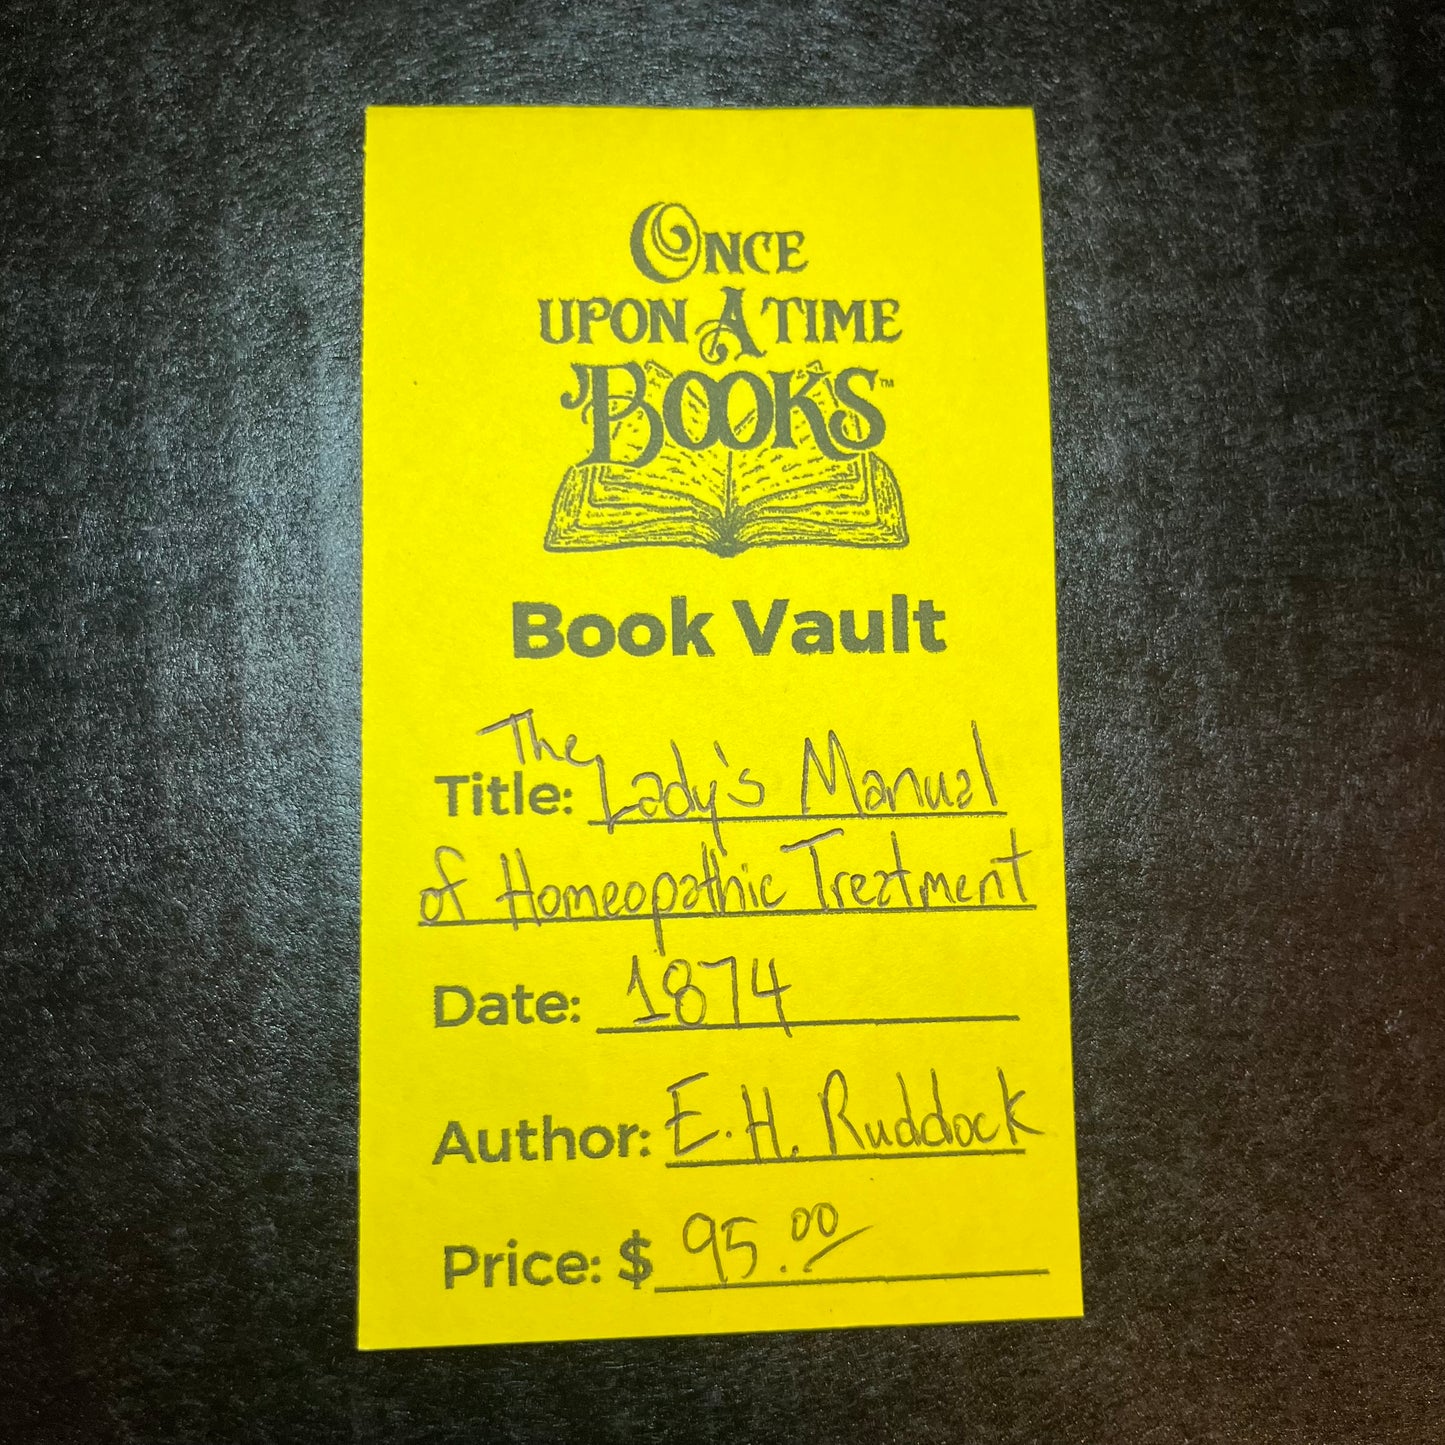 ONCE
UPON A TIME
BOOKS™
Book Vault
The
Title: Lady's Manual
of Homeopathic Treatment
Date: 1874
Author: E.H. Ruddock
Price: $ 95.00